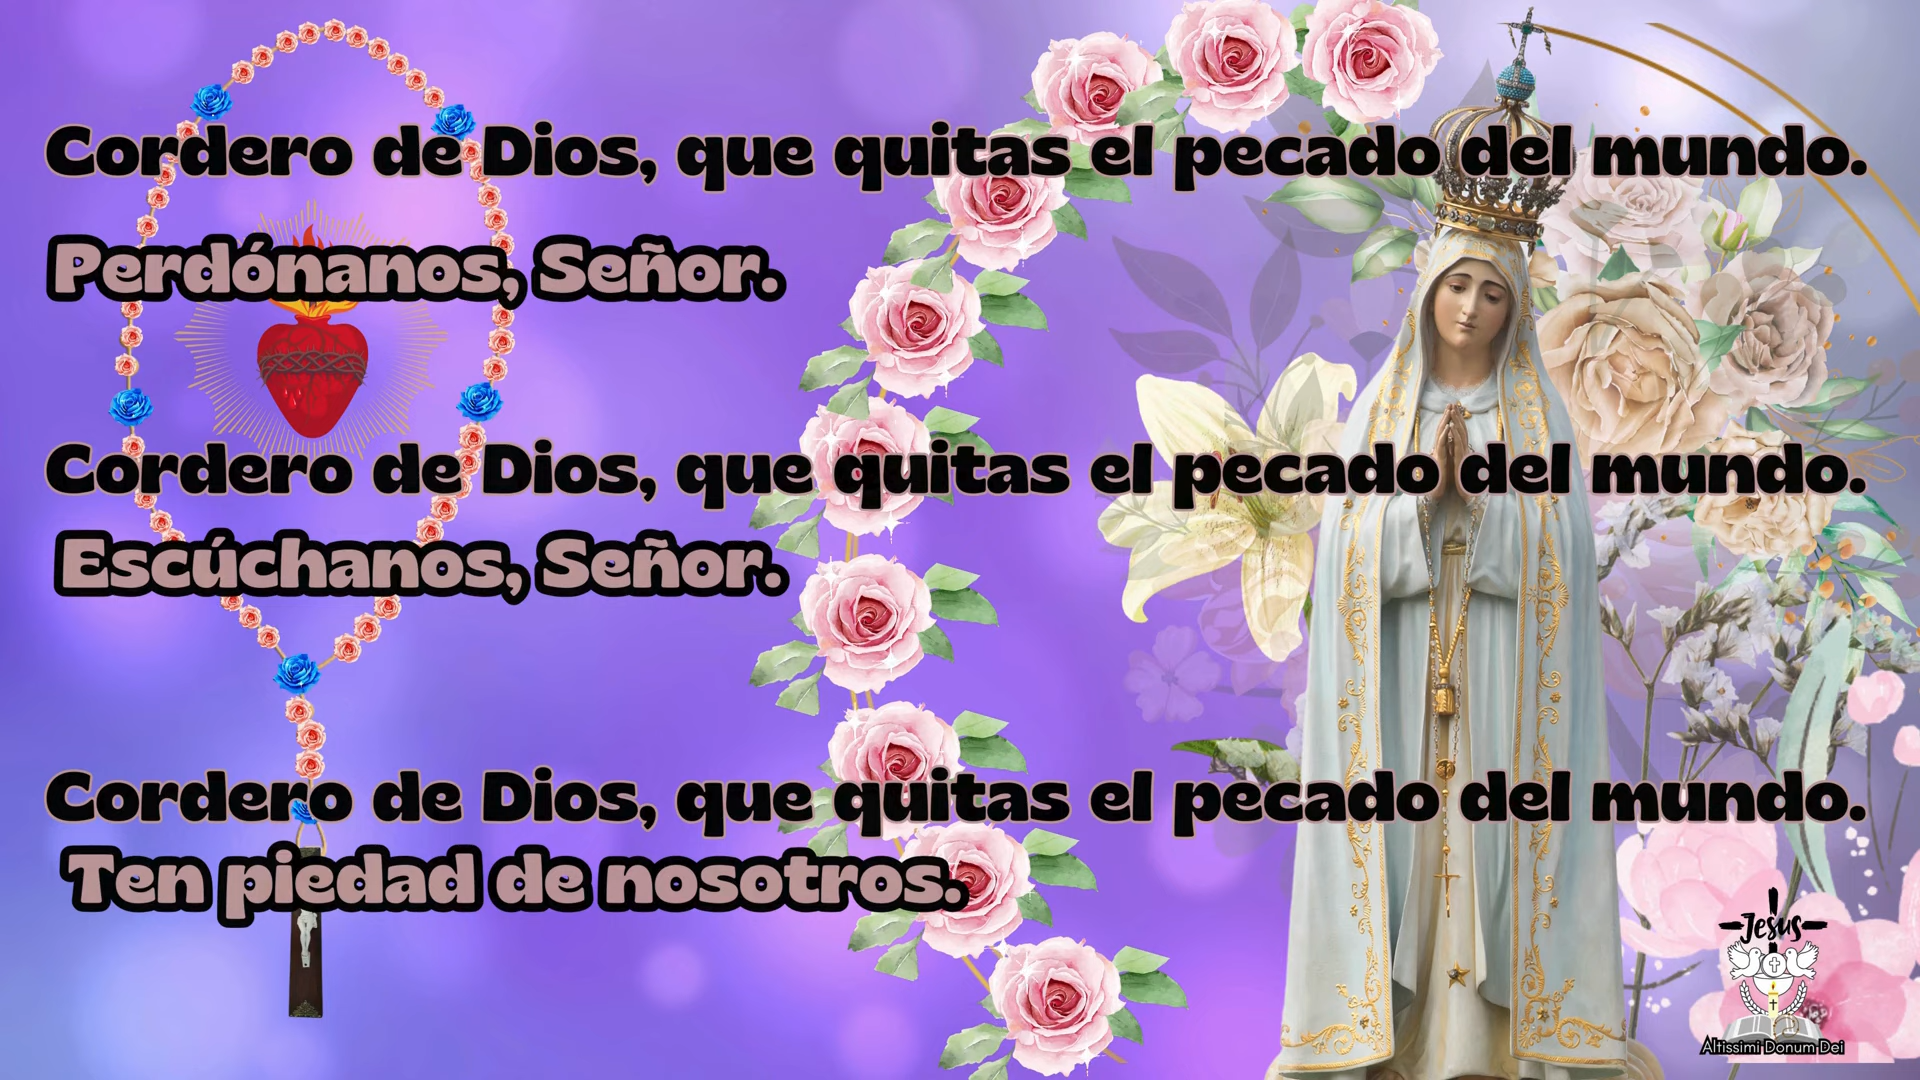 Cordero de Dios, que quitas el pecado del mundo.
Perdónanos, Señor.
Cordero de Dios, que quitas el pecado del mundo.
Escúchanos, Señor.
Cordero de Dios, que quitas el pecado del mundo.
Ten piedad de nosotros.
Jesus
Altissimi Donum Dei